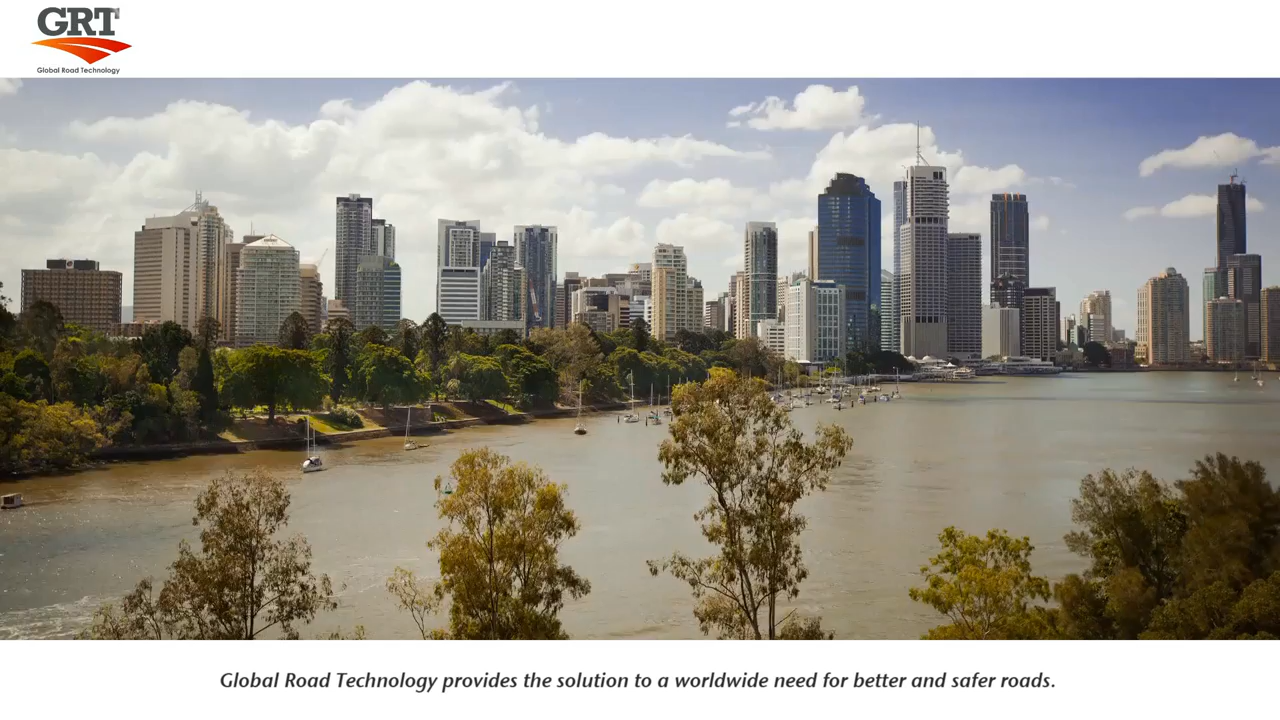 GRT
Global Road Technology
Global Road Technology provides the solution to a worldwide need for better and safer roads.